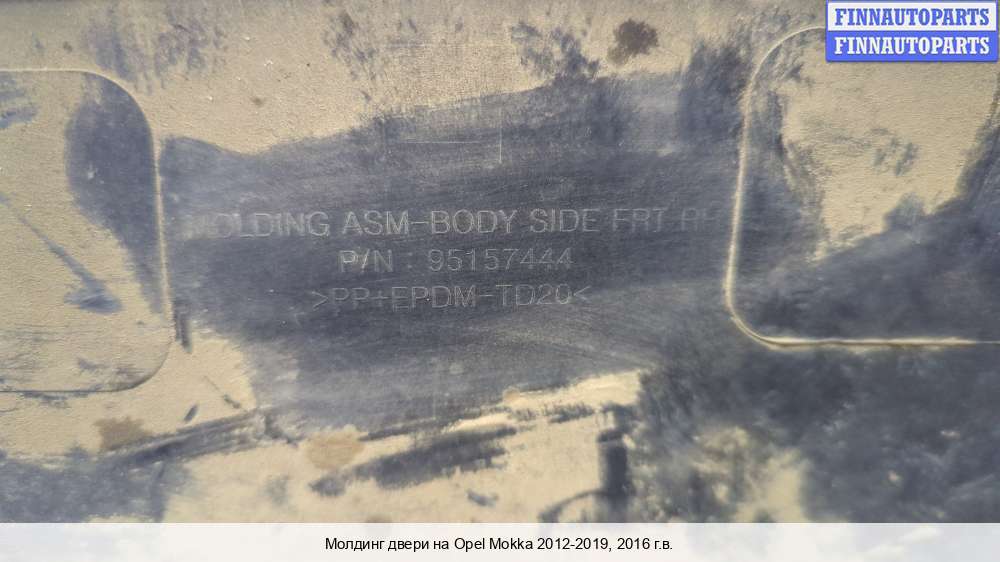 FINNAUTOPARTS
FINNAUTOPARTS
MOLDING ASM-BODY SIDE FRT RH
P/N : 95157444
>PP+EPDM-TD20<
Молдинг двери на Opel Mokka 2012-2019, 2016 г.в.